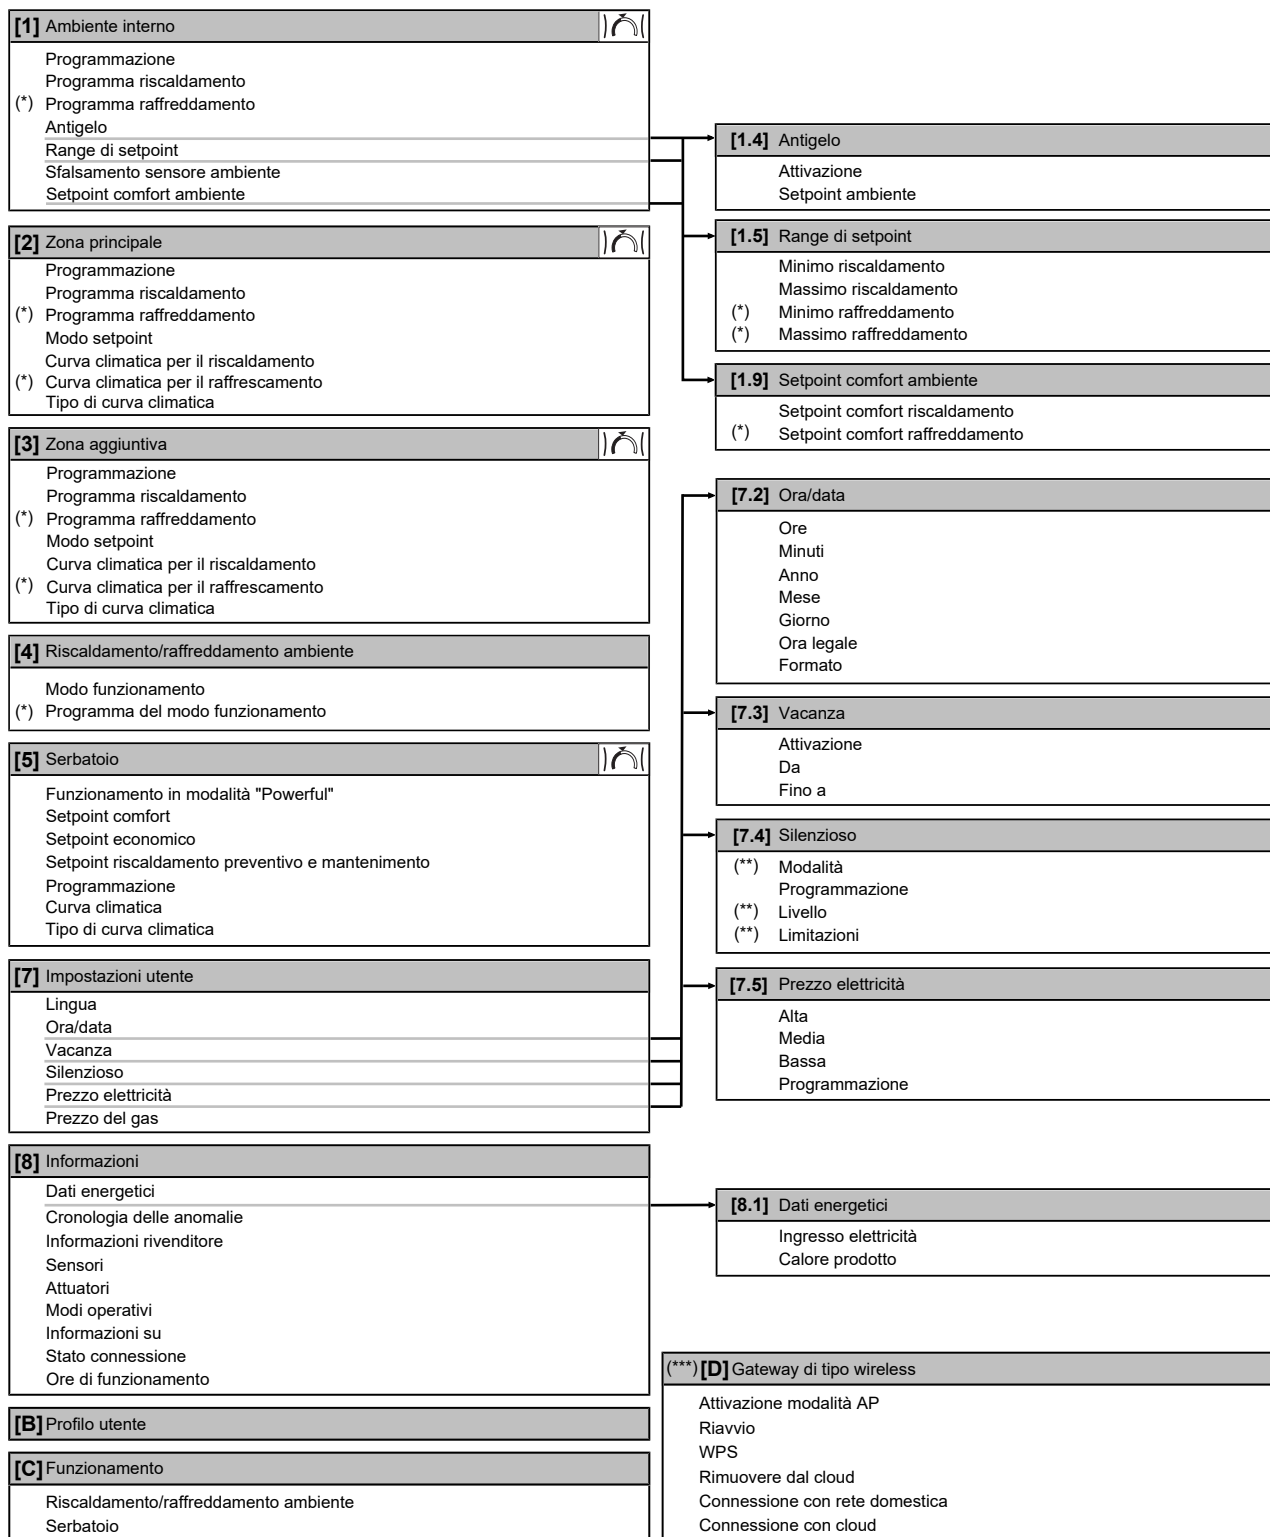 [1] Ambiente interno
Programmazione
Programma riscaldamento
(*) Programma raffreddamento
Antigelo
Range di setpoint
Sfalsamento sensore ambiente
Setpoint comfort ambiente
[2] Zona principale
Programmazione
Programma riscaldamento
(*) Programma raffreddamento
Modo setpoint
Curva climatica per il riscaldamento
(*) Curva climatica per il raffrescamento
Tipo di curva climatica
[3] Zona aggiuntiva
Programmazione
Programma riscaldamento
(*) Programma raffreddamento
Modo setpoint
Curva climatica per il riscaldamento
(*) Curva climatica per il raffrescamento
Tipo di curva climatica
[4] Riscaldamento/raffreddamento ambiente
Modo funzionamento
(*) Programma del modo funzionamento
[5] Serbatoio
Funzionamento in modalità "Powerful"
Setpoint comfort
Setpoint economico
Setpoint riscaldamento preventivo e mantenimento
Programmazione
Curva climatica
Tipo di curva climatica
[7] Impostazioni utente
Lingua
Ora/data
Vacanza
Silenzioso
Prezzo elettricità
Prezzo del gas
[8] Informazioni
Dati energetici
Cronologia delle anomalie
Informazioni rivenditore
Sensori
Attuatori
Modi operativi
Informazioni su
Stato connessione
Ore di funzionamento
[B] Profilo utente
[C] Funzionamento
Riscaldamento/raffreddamento ambiente
Serbatoio
[1.4] Antigelo
Attivazione
Setpoint ambiente
[1.5] Range di setpoint
Minimo riscaldamento
Massimo riscaldamento
(*) Minimo raffreddamento
(*) Massimo raffreddamento
[1.9] Setpoint comfort ambiente
Setpoint comfort riscaldamento
(*) Setpoint comfort raffreddamento
[7.2] Ora/data
Ore
Minuti
Anno
Mese
Giorno
Ora legale
Formato
[7.3] Vacanza
Attivazione
Da
Fino a
[7.4] Silenzioso
(**) Modalità
Programmazione
(**) Livello
(**) Limitazioni
[7.5] Prezzo elettricità
Alta
Media
Bassa
Programmazione
[8.1] Dati energetici
Ingresso elettricità
Calore prodotto
(***) [D] Gateway di tipo wireless
Attivazione modalità AP
Riavvio
WPS
Rimuovere dal cloud
Connessione con rete domestica
Connessione con cloud